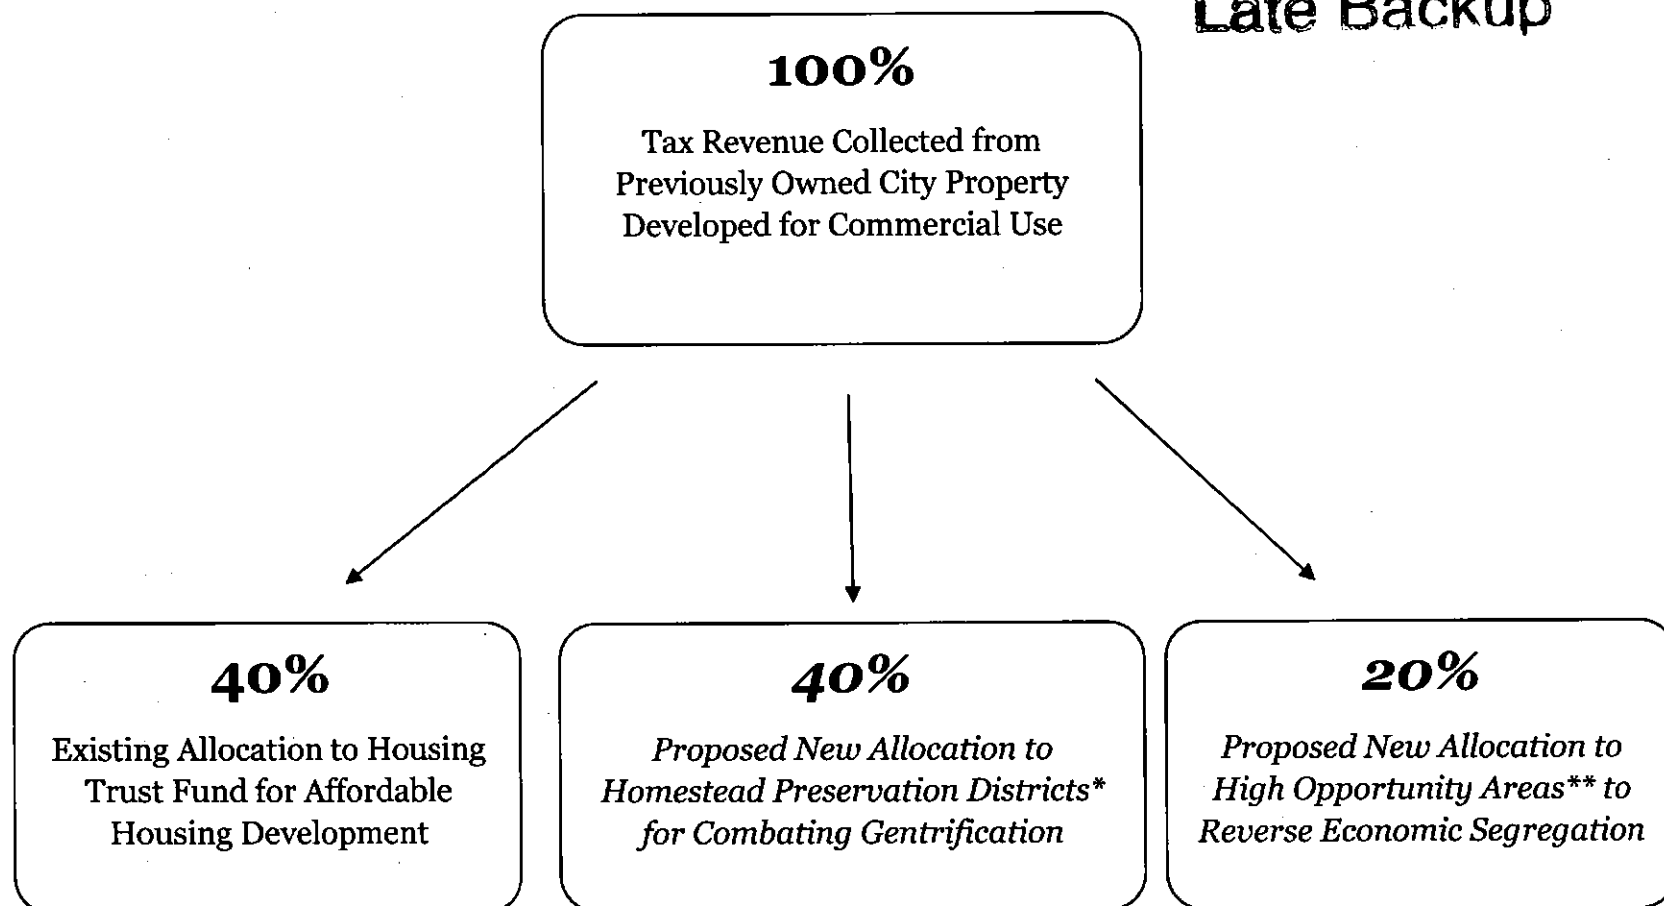 Late Backup
100%
Tax Revenue Collected from
Previously Owned City Property
Developed for Commercial Use
40%
Existing Allocation to Housing
Trust Fund for Affordable
Housing Development
40%
Proposed New Allocation to
Homestead Preservation Districts*
for Combating Gentrification
20%
Proposed New Allocation to
High Opportunity Areas** to
Reverse Economic Segregation